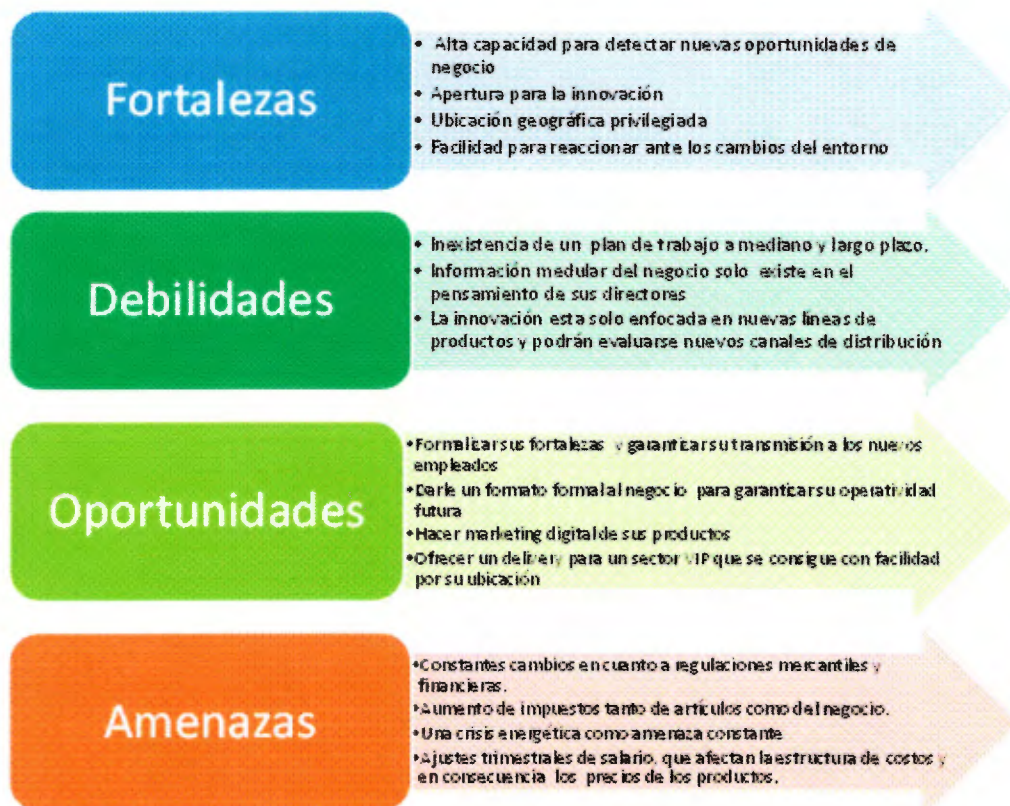 Fortalezas
• Alta capacidad para detectar nuevas oportunidades de
negocio
• Apertura para la innovación
• Ubicación geográfica privilegiada
• Facilidad para reaccionar ante los cambios del entorno
Debilidades
• Inexistencia de un plan de trabajo a mediano y largo plazo.
• Información medular del negocio solo existe en el
pensamiento de sus directores
• La innovación esta solo enfocada en nuevas líneas de
productos y podrán evaluarse nuevos canales de distribución
Oportunidades
•Formalizar sus fortalezas y garantizar su transmisión a los nuevos
empleados
•Darle un formato formal al negocio para garantizar su operatividad
futura
•Hacer marketing digital de sus productos
•Ofrecer un delivery para un sector VIP que se consigue con facilidad
por su ubicación
Amenazas
•Constantes cambios en cuanto a regulaciones mercantiles y
financieras.
•Aumento de impuestos tanto de artículos como del negocio.
•Una crisis energética como amenaza constante
•Ajustes trimestrales de salario, que afectan la estructura de costos y
en consecuencia los precios de los productos.